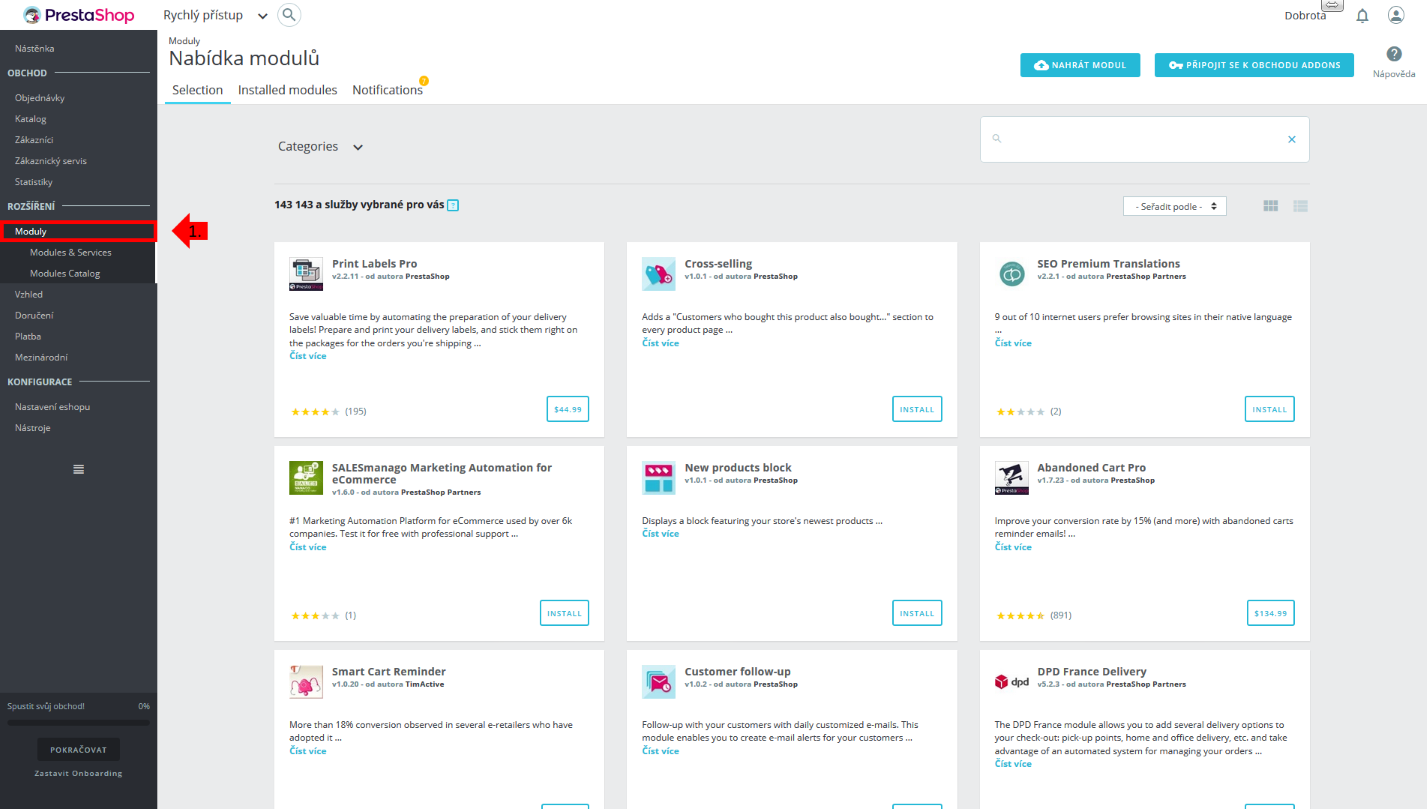 PrestaShop
Rychlý přístup
Dobrota
Nástěnka
OBCHOD
Objednávky
Katalog
Zákazníci
Zákaznický servis
Statistiky
ROZŠÍŘENÍ
Moduly
Modules & Services
Modules Catalog
Vzhled
Doručení
Platba
Mezinárodní
KONFIGURACE
Nastavení eshopu
Nástroje
Spustit svůj obchod! 0%
POKRAČOVAT
Zastavit Onboarding
1.
Moduly
Nabídka modulů
NAHRÁT MODUL
PŘIPOJIT SE K OBCHODU ADDONS
Nápověda
Selection Installed modules Notifications
Categories
143 143 a služby vybrané pro vás
- Seřadit podle -
Print Labels Pro
v2.2.11 - od autora PrestaShop
Save valuable time by automating the preparation of your delivery
labels! Prepare and print your delivery labels, and stick them right on
the packages for the orders you're shipping ...
Číst více
(195)
$44.99
Cross-selling
v1.0.1 - od autora PrestaShop
Adds a "Customers who bought this product also bought..." section to
every product page ...
Číst více
INSTALL
SEO Premium Translations
v2.2.1 - od autora PrestaShop Partners
9 out of 10 internet users prefer browsing sites in their native language
...
Číst více
(2)
INSTALL
SALESmanago Marketing Automation for
eCommerce
v1.6.0 - od autora PrestaShop Partners
#1 Marketing Automation Platform for eCommerce used by over 6k
companies. Test it for free with professional support ...
Číst více
(1)
INSTALL
New products block
v1.0.1 - od autora PrestaShop
Displays a block featuring your store's newest products ...
Číst více
INSTALL
Abandoned Cart Pro
v1.7.23 - od autora PrestaShop
Improve your conversion rate by 15% (and more) with abandoned carts
reminder emails! ...
Číst více
(891)
$134.99
Smart Cart Reminder
v1.0.20 - od autora TimActive
More than 18% conversion observed in several e-retailers who have
adopted it ...
Číst více
Customer follow-up
v1.0.2 - od autora PrestaShop
Follow-up with your customers with daily customized e-mails. This
module enables you to create e-mail alerts for your customers ...
Číst více
dpd
DPD France Delivery
v5.2.3 - od autora PrestaShop Partners
The DPD France module allows you to add several delivery options to
your check-out: pick-up points, home and office delivery, etc. and take
advantage of an automated system for managing your orders ...
Číst více